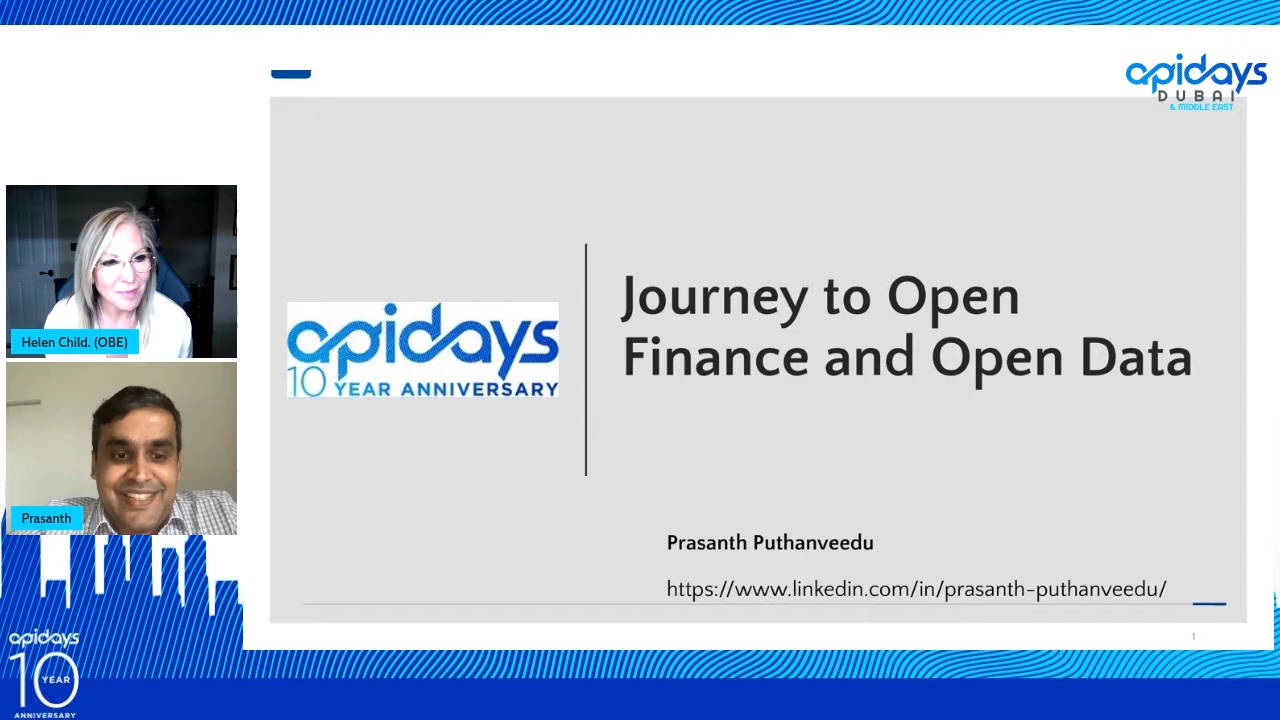 apidays
DUBAI
& MIDDLE EAST
Helen Child. (OBE)
Prasanth
apidays
10 YEAR ANNIVERSARY
Journey to Open
Finance and Open Data
Prasanth Puthanveedu
https://www.linkedin.com/in/prasanth-puthanveedu/
1
apidays
10
YEAR
ANNIVERSARY